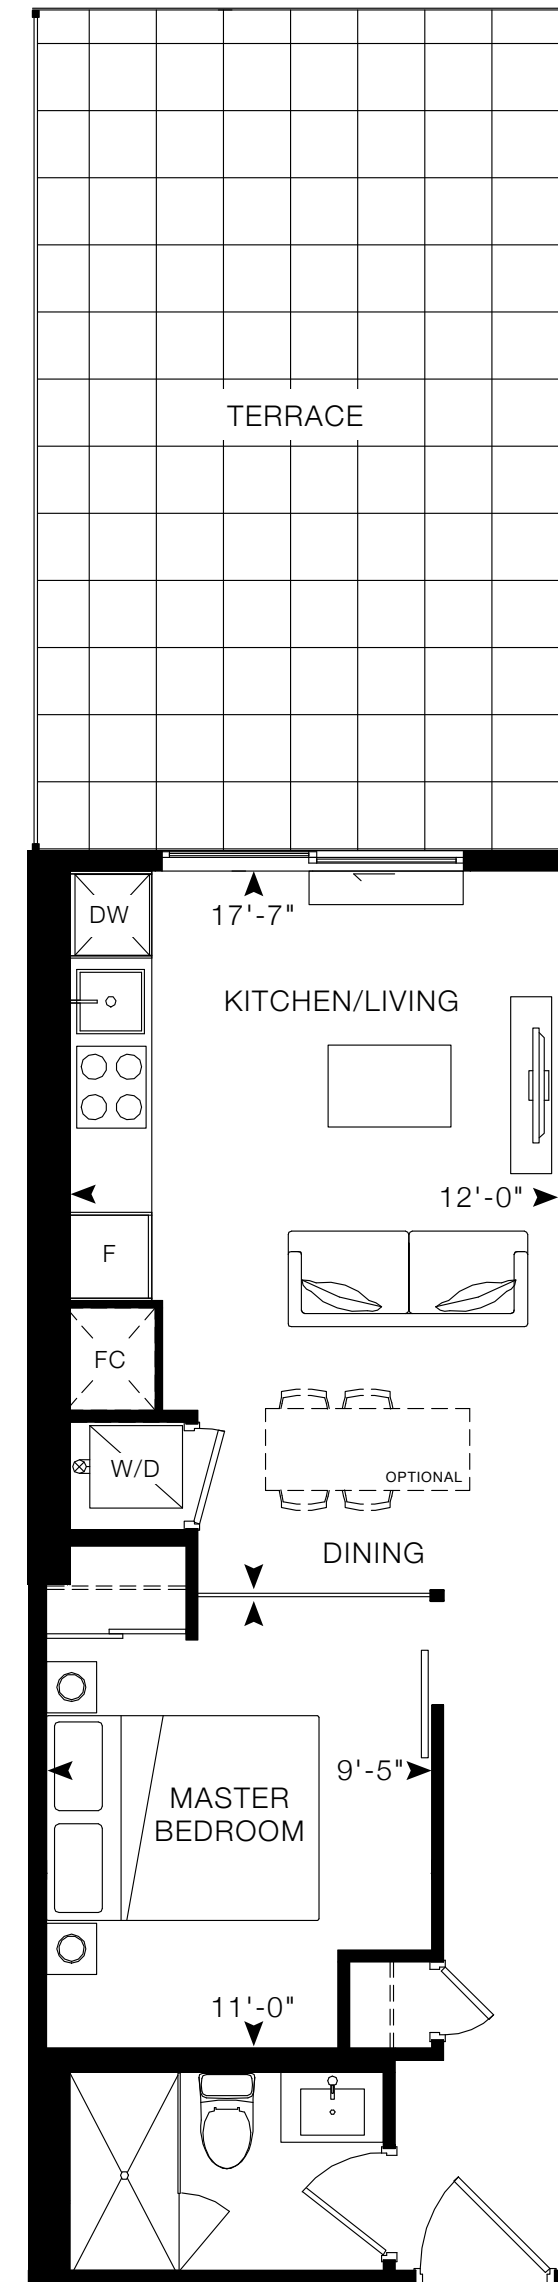 TERRACE
DW
17'-7"
KITCHEN/LIVING
12'-0"
F
FC
W/D
OPTIONAL
DINING
9'-5"
MASTER
BEDROOM
11'-0"